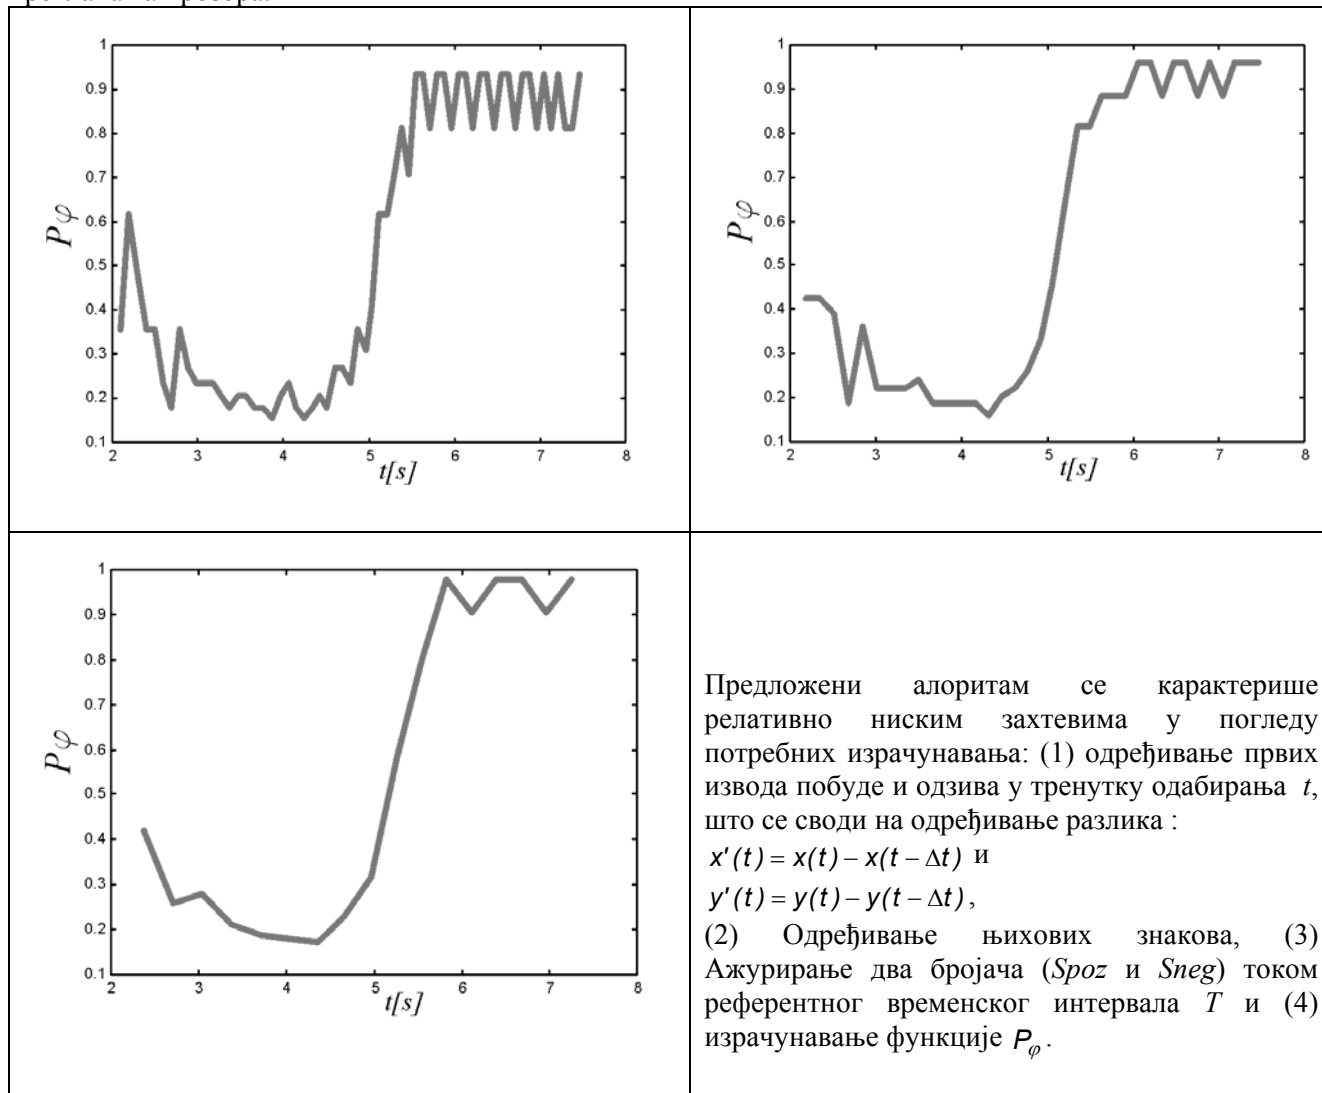 1
0.9
0.8
0.7
0.6
0.5
0.4
0.3
0.2
0.1
2 3 4 5 6 7 8
Pφ
t[s]
1
0.9
0.8
0.7
0.6
0.5
0.4
0.3
0.2
0.1
2 3 4 5 6 7 8
Pφ
t[s]
1
0.9
0.8
0.7
0.6
0.5
0.4
0.3
0.2
0.1
2 3 4 5 6 7 8
Pφ
t[s]
Предложени алоритам се карактерише
релативно ниским захтевима у погледу
потребних израчунавања: (1) одређивање првих
извода побуде и одзива у тренутку одабирања t,
што се своди на одређивање разлика :
x'(t) = x(t) – x(t – Δt) и
y'(t) = y(t) – y(t – Δt),
(2) Одређивање њихових знакова, (3)
Ажурирање два бројача (Spoz и Sneg) током
референтног временског интервала T и (4)
израчунавање функције Pφ.